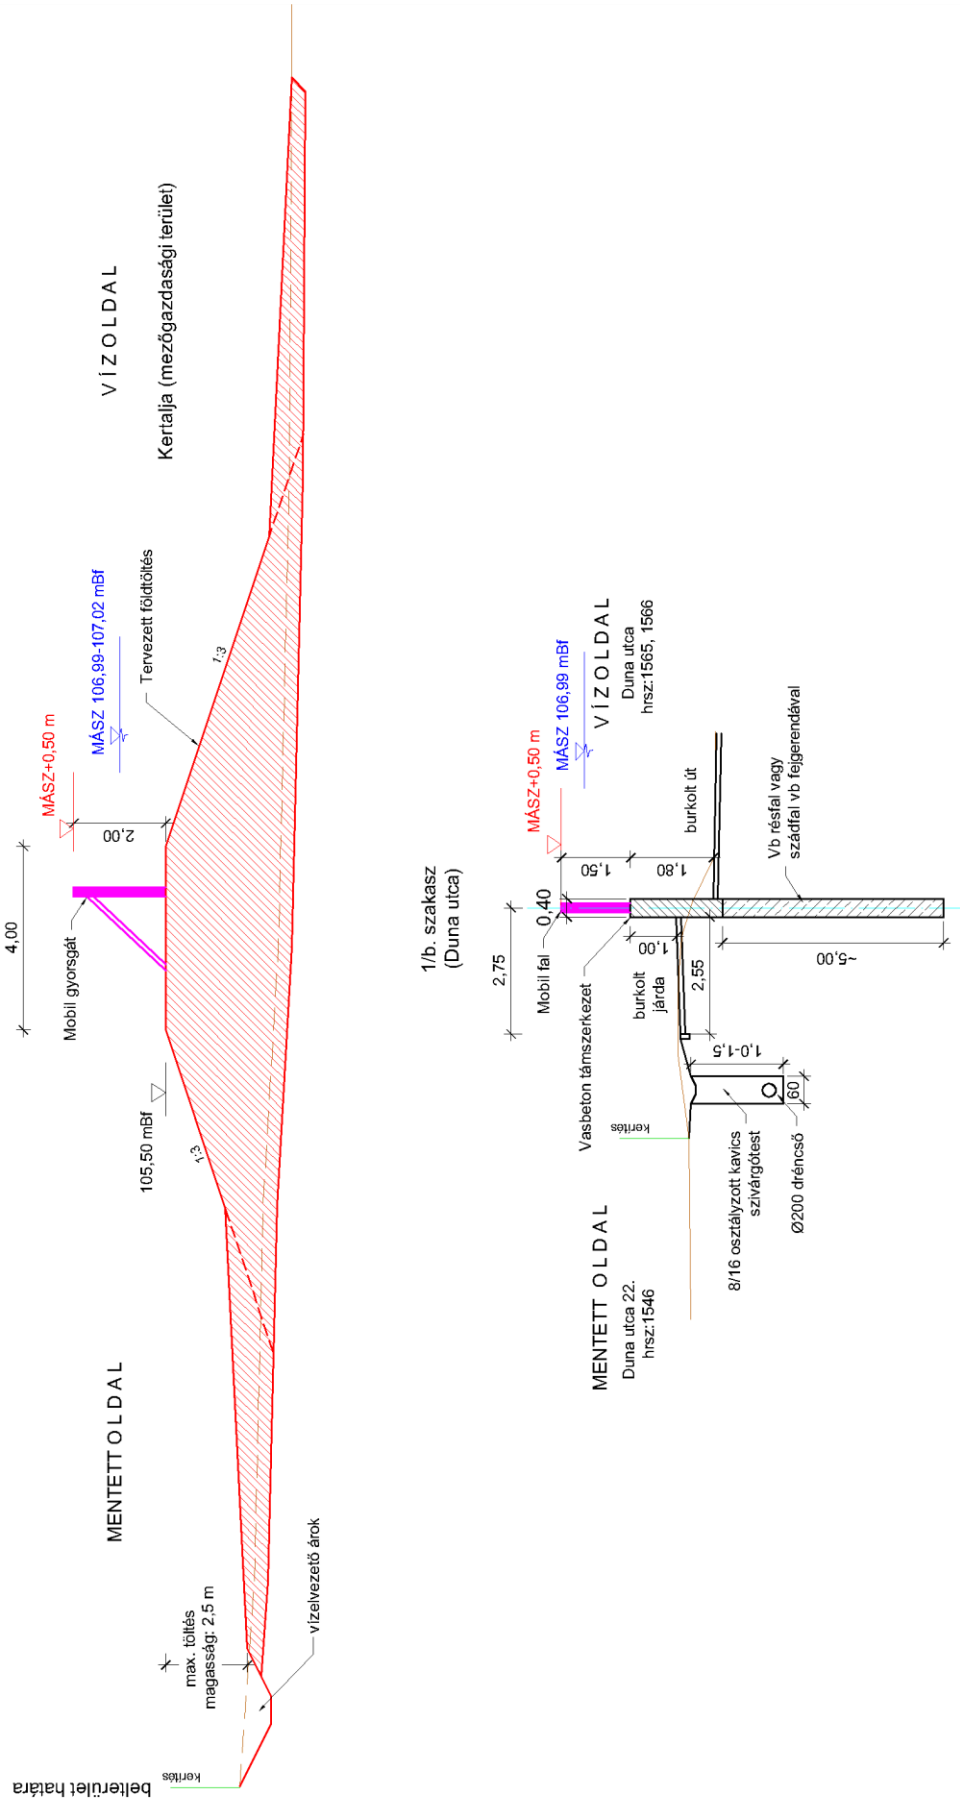 4,00
MÁSZ+0,50 m
MÁSZ 106,99-107,02 mBf
2,00
Mobil gyorsgát
105,50 mBf
Tervezett földtöltés
1:3
1:3
MENTETT OLDAL
VÍZOLDAL
Kertalja (mezőgazdasági terület)
max. töltés
magasság: 2,5 m
vízelvezető árok
kerítés
belterület határa
1/b. szakasz
(Duna utca)
2,75
0,40
Mobil fal
MÁSZ+0,50 m
MÁSZ 106,99 mBf
1,50
1,80
1,00
VÍZOLDAL
Duna utca
hrsz:1565, 1566
Vasbeton támszerkezet
burkolt
járda
burkolt út
2,55
~5,00
Vb résfal vagy
szádfal vb fejgerendával
kerítés
MENTETT OLDAL
Duna utca 22.
hrsz:1546
1,0-1,5
60
8/16 osztályzott kavics
szivárgótest
Ø200 dréncső